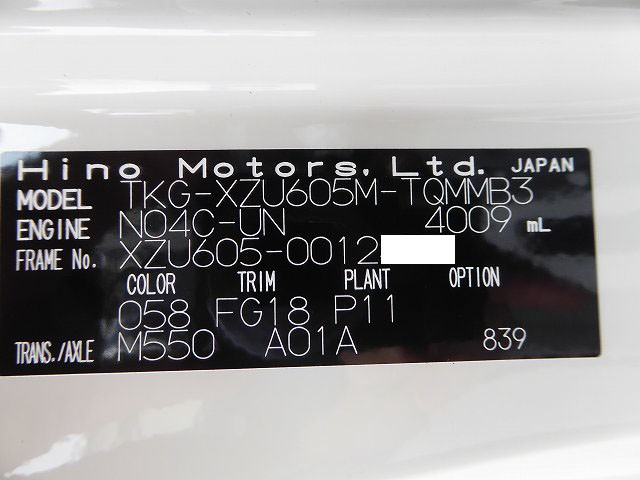 Hino Motors, Ltd. JAPAN
MODEL TKG-XZU605M-TQMMB3
ENGINE N04C-UN 4009 mL
FRAME No. XZU605-0012
COLOR TRIM PLANT OPTION
058 FG18 P11
TRANS./AXLE M550 A01A 839